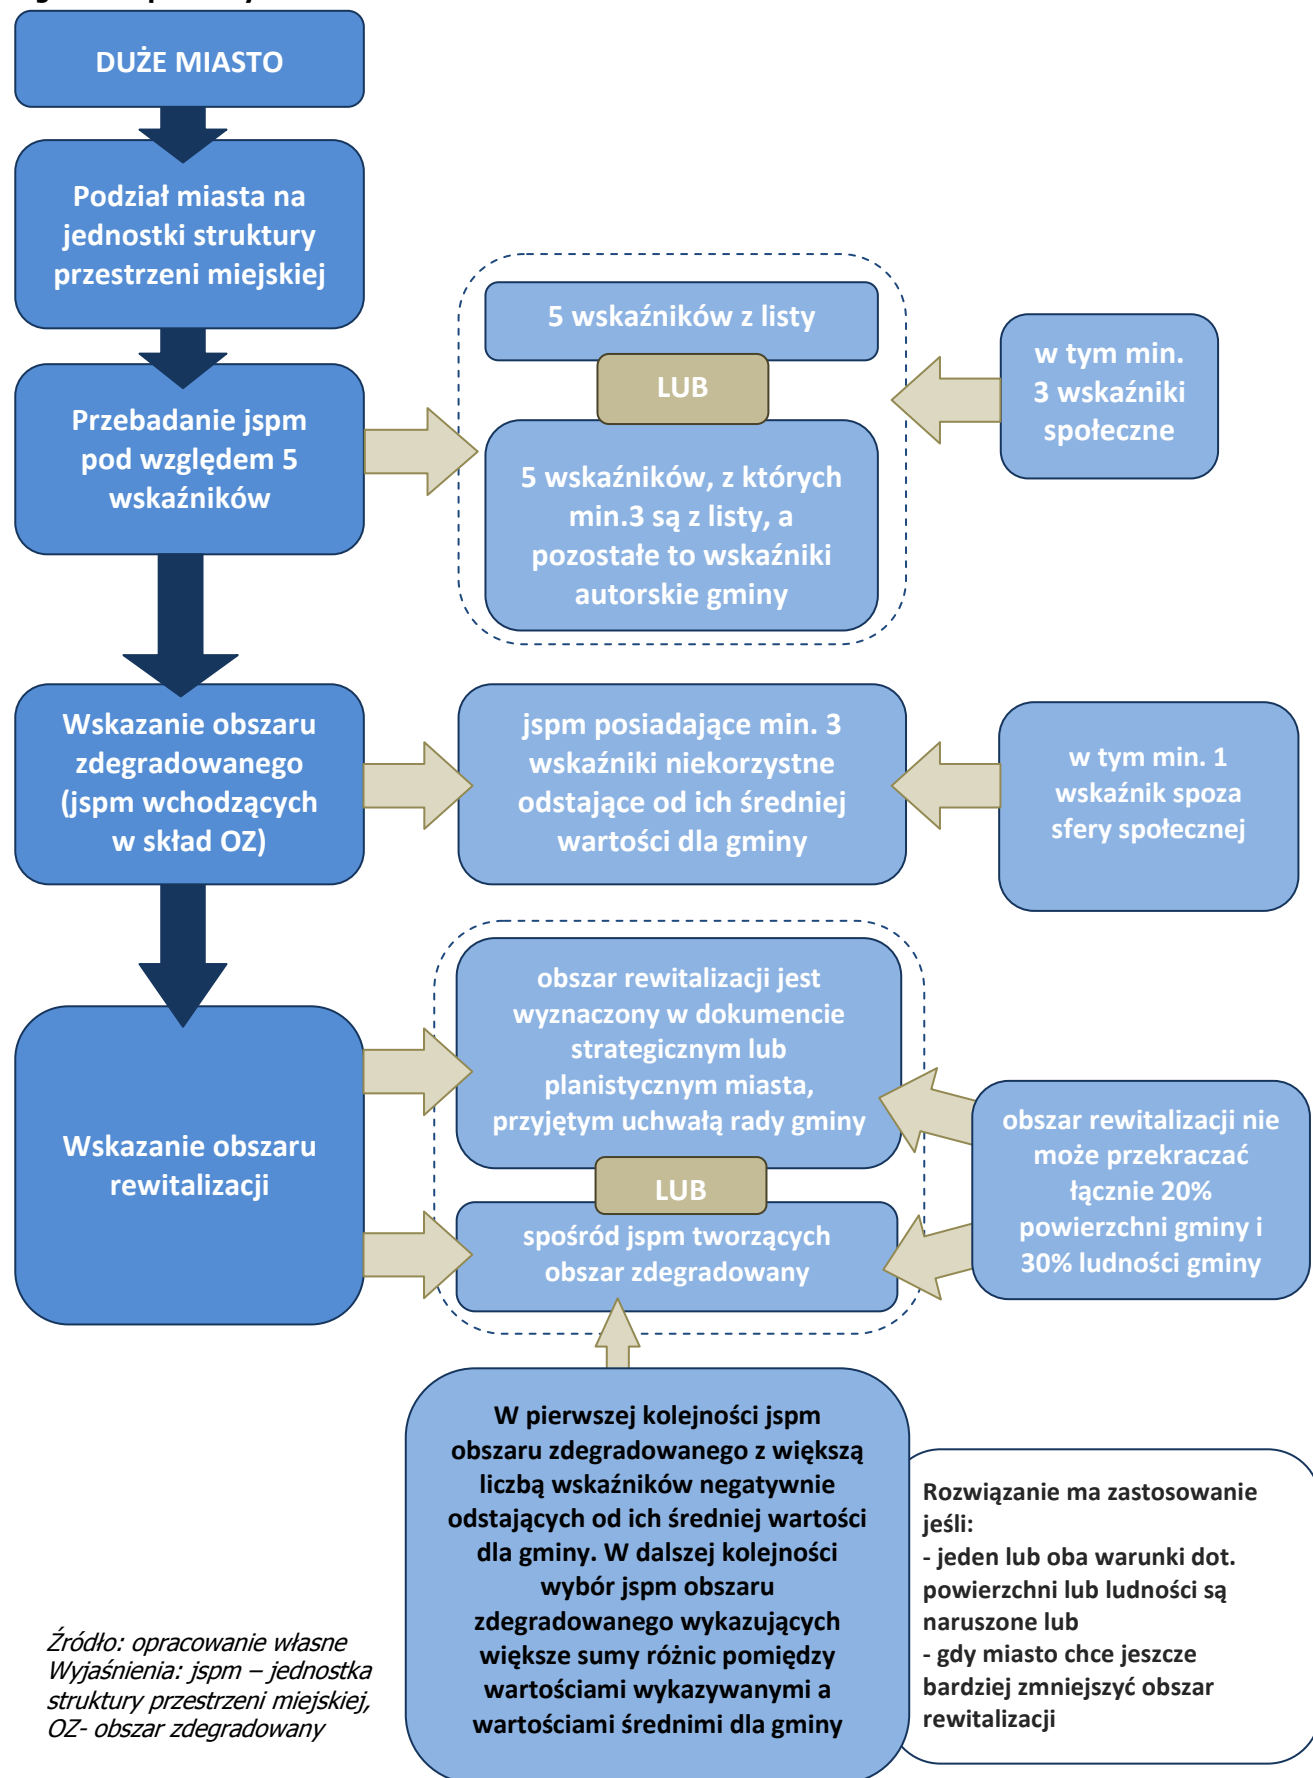 DUŻE MIASTO
Podział miasta na
jednostki struktury
przestrzeni miejskiej
5 wskaźników z listy
LUB
w tym min.
3 wskaźniki
społeczne
Przebadanie jspm
pod względem 5
wskaźników
5 wskaźników, z których
min.3 są z listy, a
pozostałe to wskaźniki
autorskie gminy
Wskazanie obszaru
zdegradowanego
(jspm wchodzących
w skład OZ)
jspm posiadające min. 3
wskaźniki niekorzystne
odstające od ich średniej
wartości dla gminy
w tym min. 1
wskaźnik spoza
sfery społecznej
Wskazanie obszaru
rewitalizacji
obszar rewitalizacji jest
wyznaczony w dokumencie
strategicznym lub
planistycznym miasta,
przyjętym uchwałą rady gminy
LUB
spośród jspm tworzących
obszar zdegradowany
obszar rewitalizacji nie
może przekraczać
łącznie 20%
powierzchni gminy i
30% ludności gminy
W pierwszej kolejności jspm
obszaru zdegradowanego z większą
liczbą wskaźników negatywnie
odstających od ich średniej wartości
dla gminy. W dalszej kolejności
wybór jspm obszaru
zdegradowanego wykazujących
większe sumy różnic pomiędzy
wartościami wykazywanymi a
wartościami średnimi dla gminy
Rozwiązanie ma zastosowanie
jeśli:
- jeden lub oba warunki dot.
powierzchni lub ludności są
naruszone lub
- gdy miasto chce jeszcze
bardziej zmniejszyć obszar
rewitalizacji
Źródło: opracowanie własne
Wyjaśnienia: jspm – jednostka
struktury przestrzeni miejskiej,
OZ- obszar zdegradowany